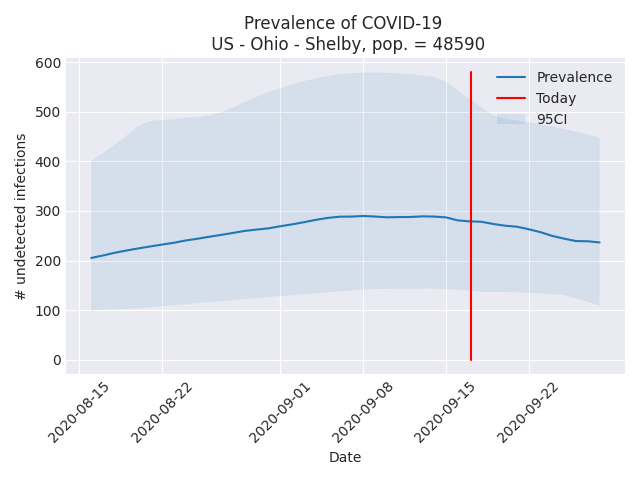 Prevalence of COVID-19
US - Ohio - Shelby, pop. = 48590
Prevalence
Today
95CI
600
500
400
300
200
100
0
# undetected infections
2020-08-15
2020-08-22
2020-09-01
2020-09-08
2020-09-15
2020-09-22
Date